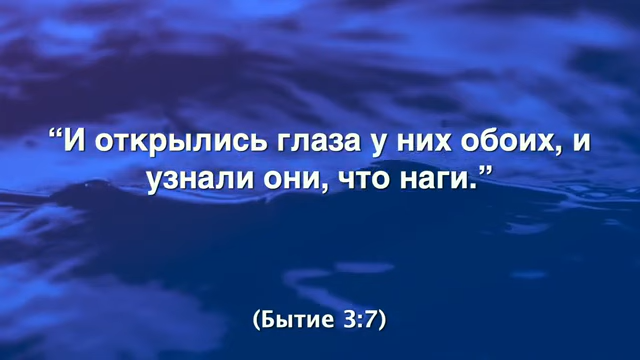 “И открылись глаза у них обоих, и
узнали они, что наги.”
(Бытие 3:7)